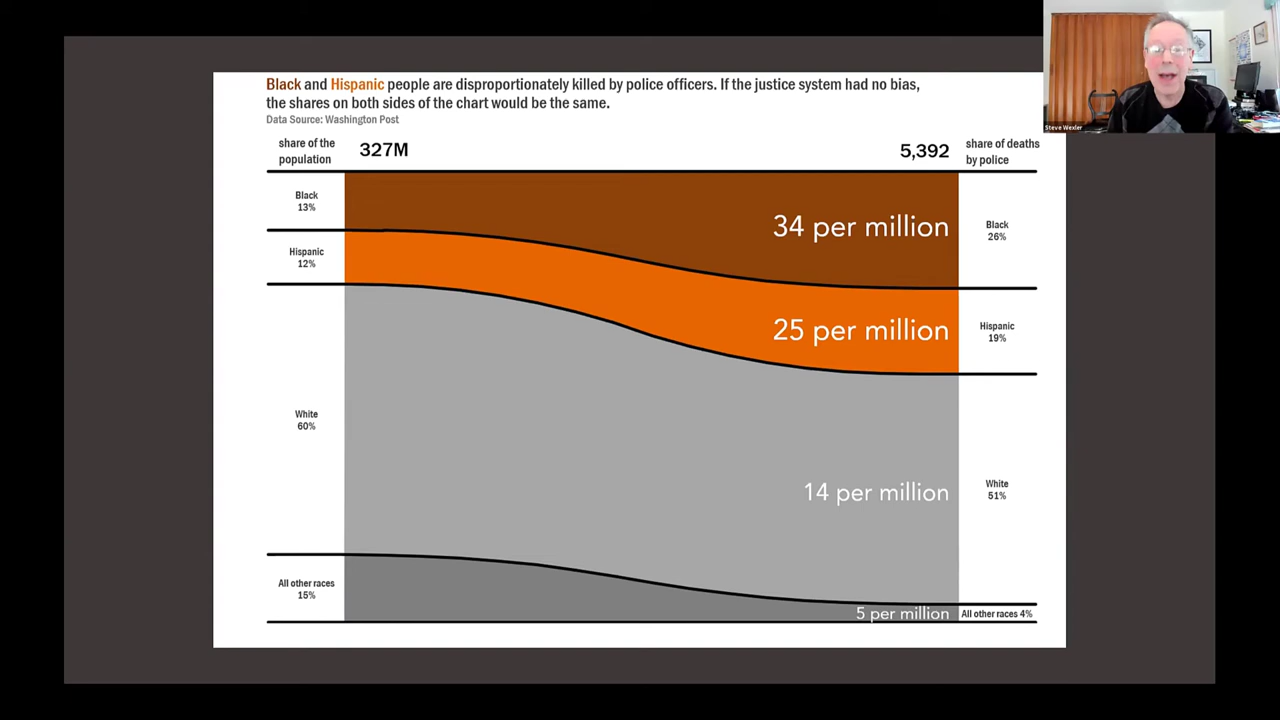 Black and Hispanic people are disproportionately killed by police officers. If the justice system had no bias,
the shares on both sides of the chart would be the same.
Data Source: Washington Post
share of the
population
327M
5,392
share of deaths
by police
Black
13%
34 per million
Black
26%
Hispanic
12%
25 per million
Hispanic
19%
White
60%
14 per million
White
51%
All other races
15%
5 per million
All other races 4%
Steve Wexler